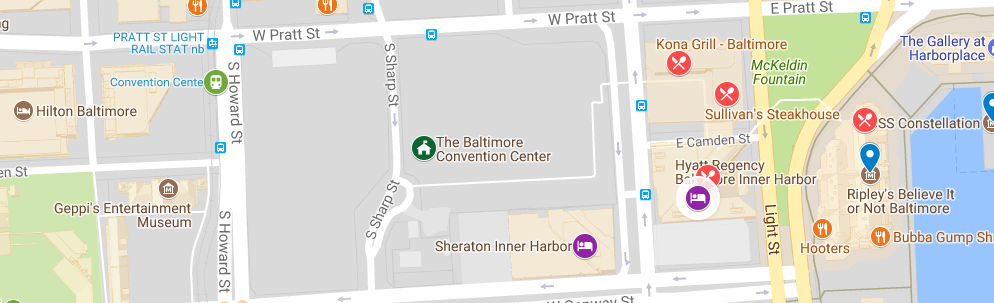 W Pratt St
E Pratt St
PRATT ST LIGHT
RAIL STAT nb
W Pratt St
Kona Grill - Baltimore
The Gallery at
Harborplace
McKeldin
Fountain
Convention Cente
S Howard St
S Sharp St
Hilton Baltimore
Sullivan's Steakhouse
SS Constellation
The Baltimore
Convention Center
E Camden St
en St
Hyatt Regency
Baltimore Inner Harbor
Ripley's Believe It
or Not Baltimore
Geppi's Entertainment
Museum
S Sharp St
S Howard St
Light St
Sheraton Inner Harbor
Hooters
Bubba Gump Sh
W Conway St